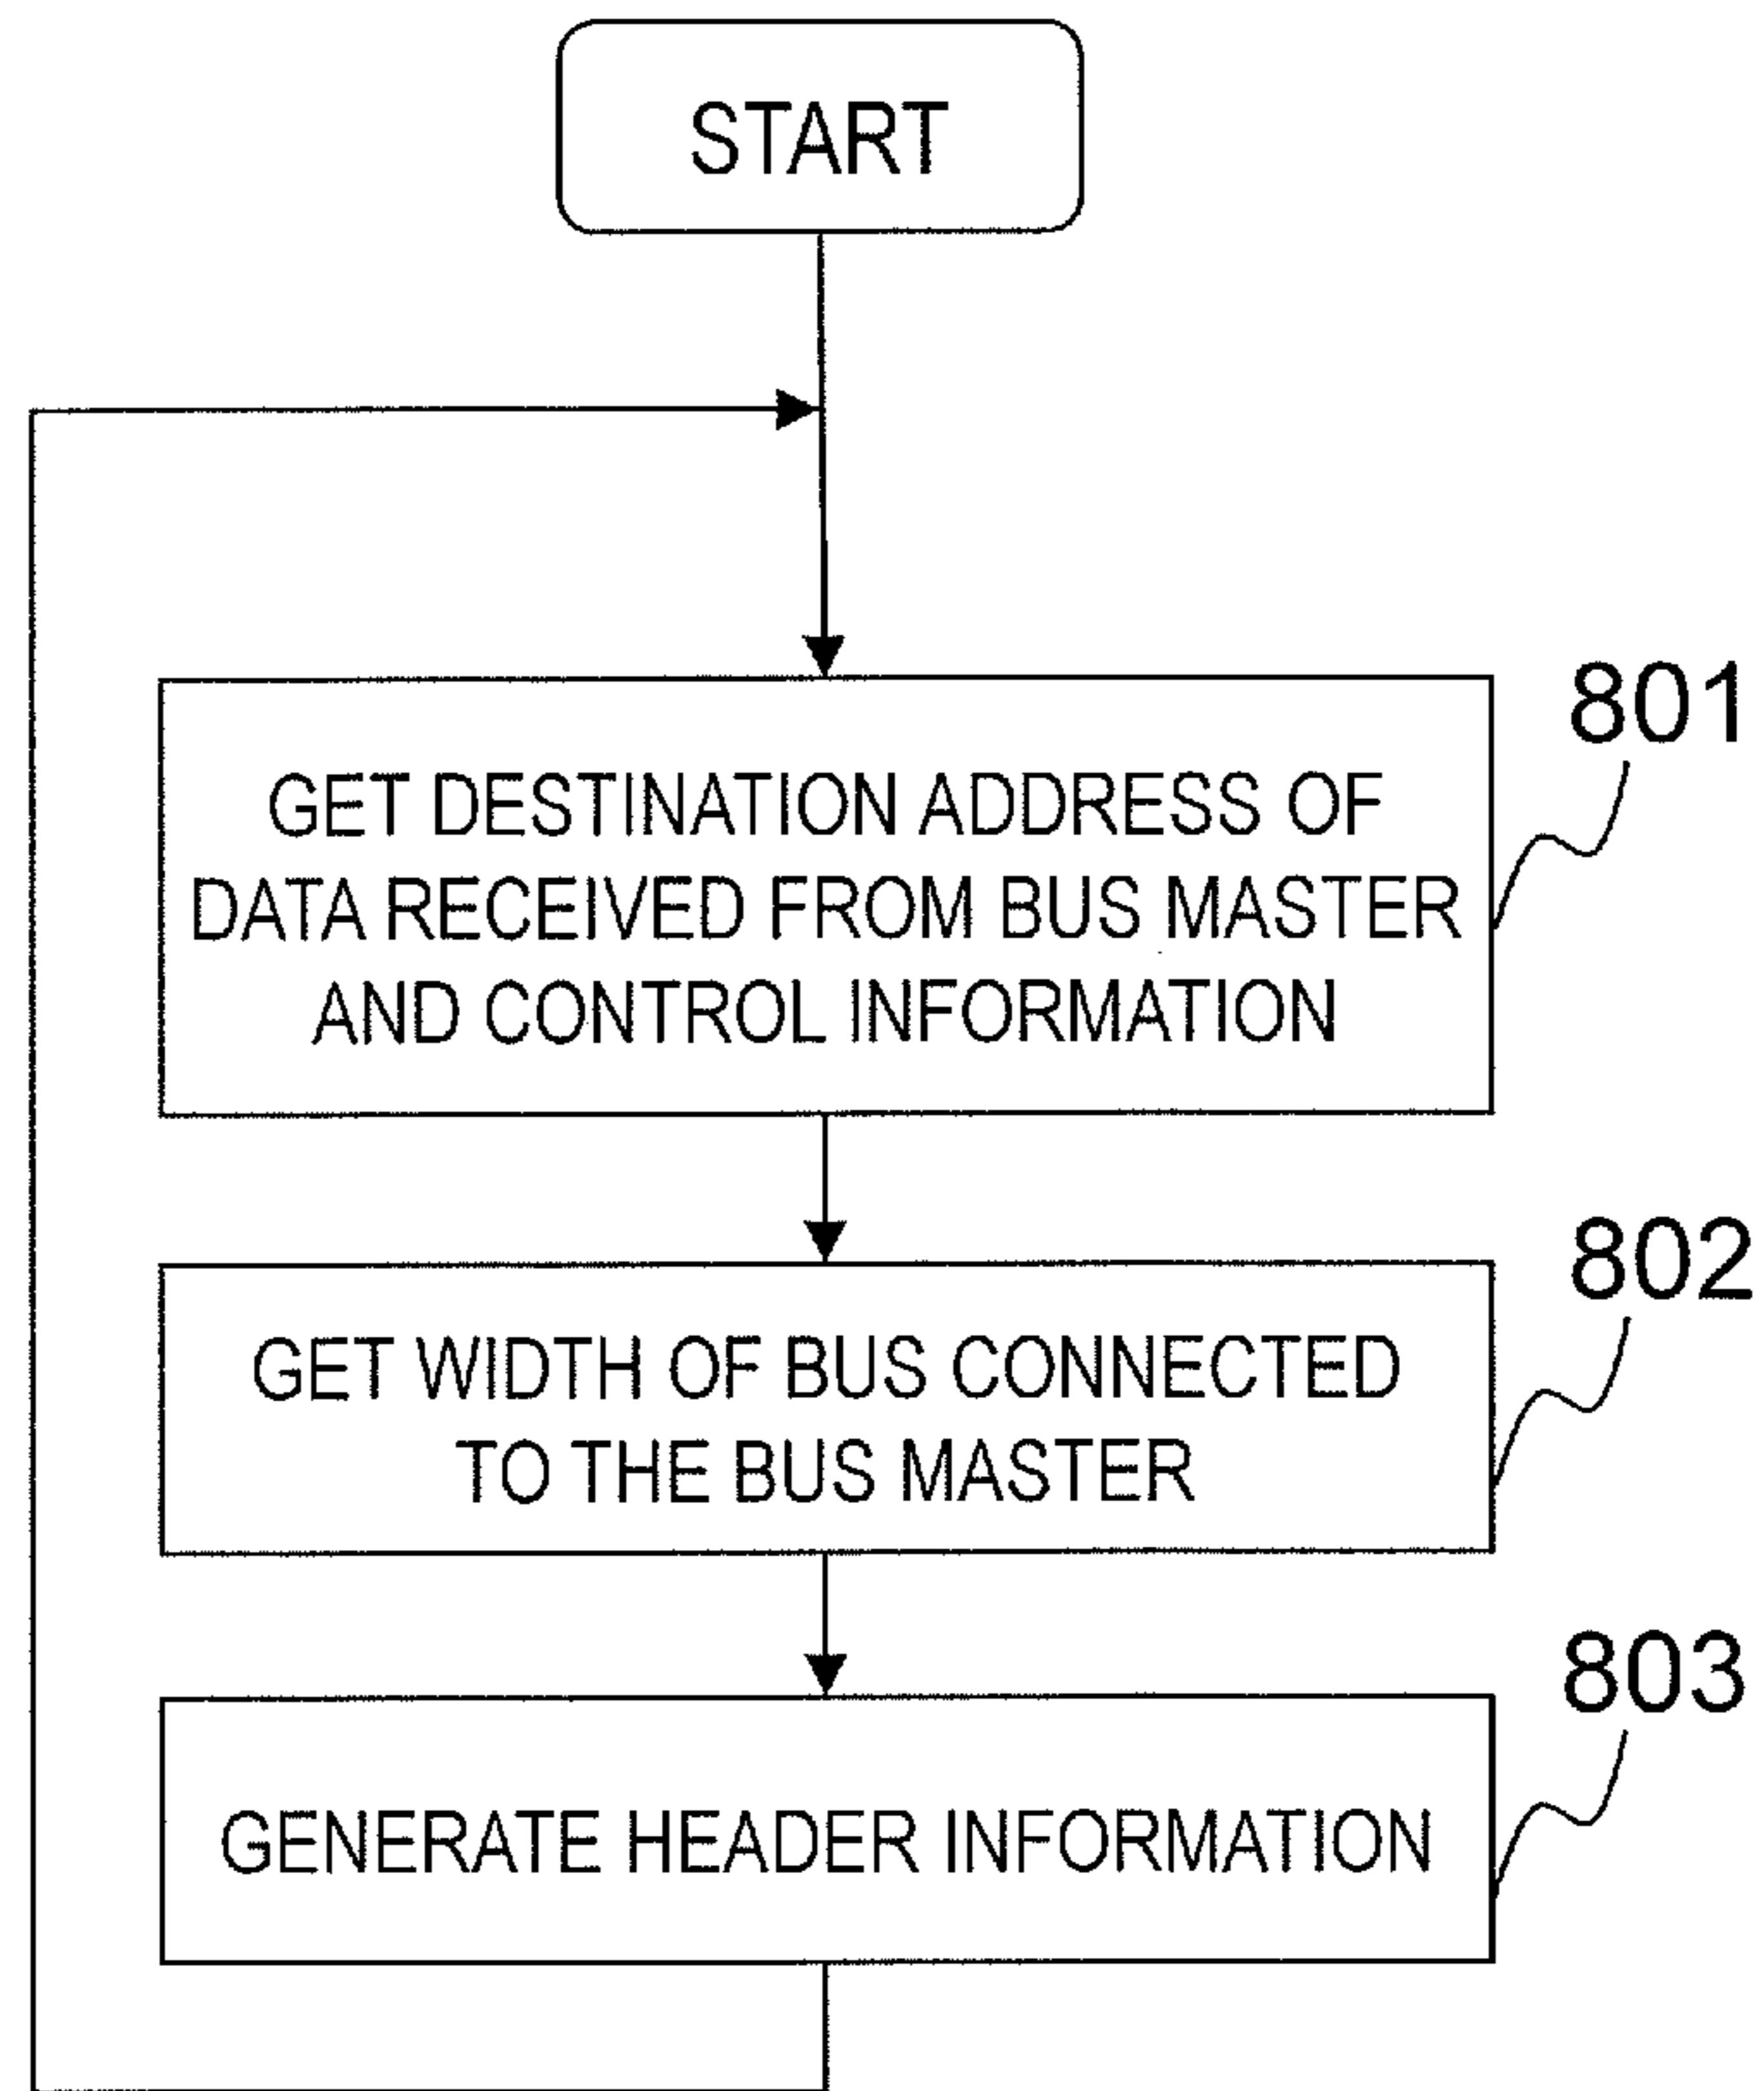 START
801
GET DESTINATION ADDRESS OF
DATA RECEIVED FROM BUS MASTER
AND CONTROL INFORMATION
802
GET WIDTH OF BUS CONNECTED
TO THE BUS MASTER
803
GENERATE HEADER INFORMATION